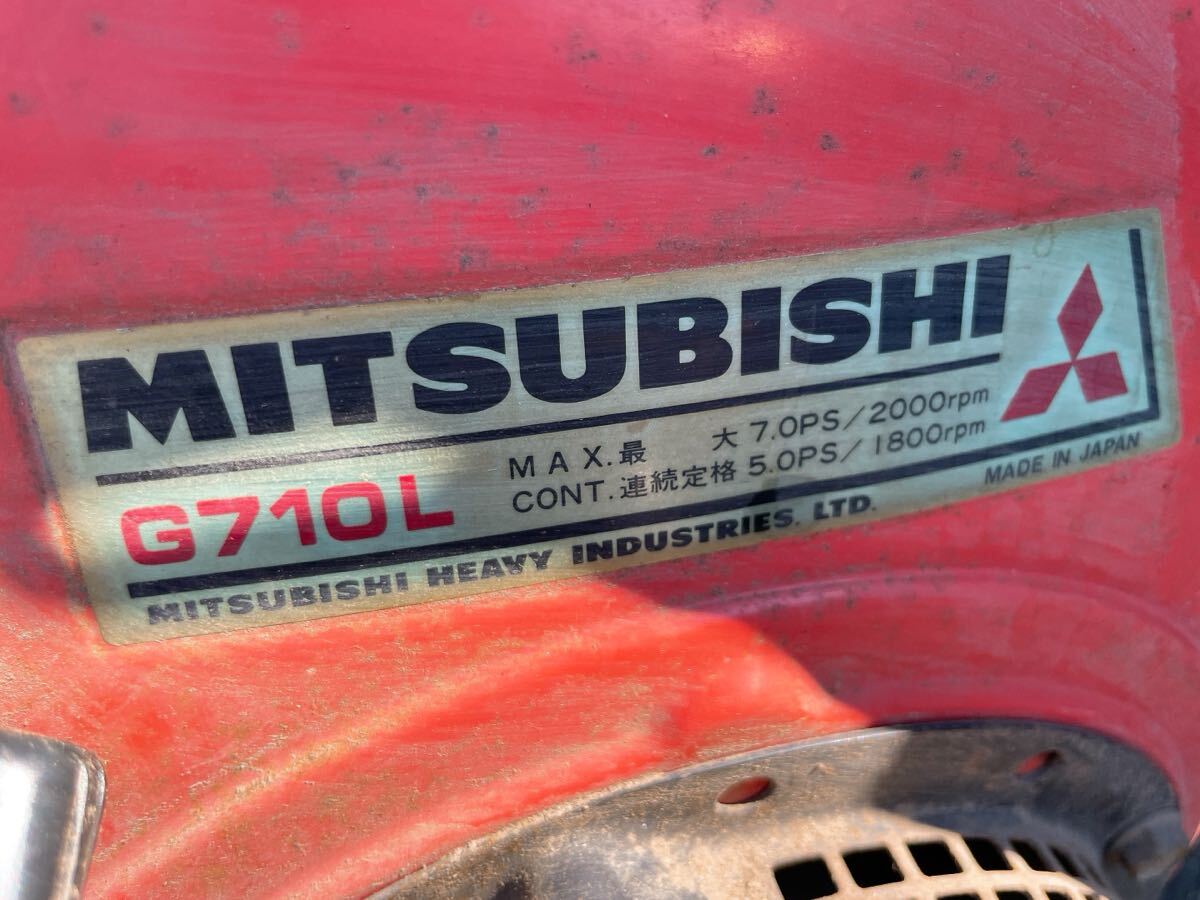 MITSUBISHI
G710L
MAX.最 大 7.0PS/2000rpm
CONT.連続定格 5.0PS/1800rpm
MITSUBISHI HEAVY INDUSTRIES, LTD.
MADE IN JAPAN